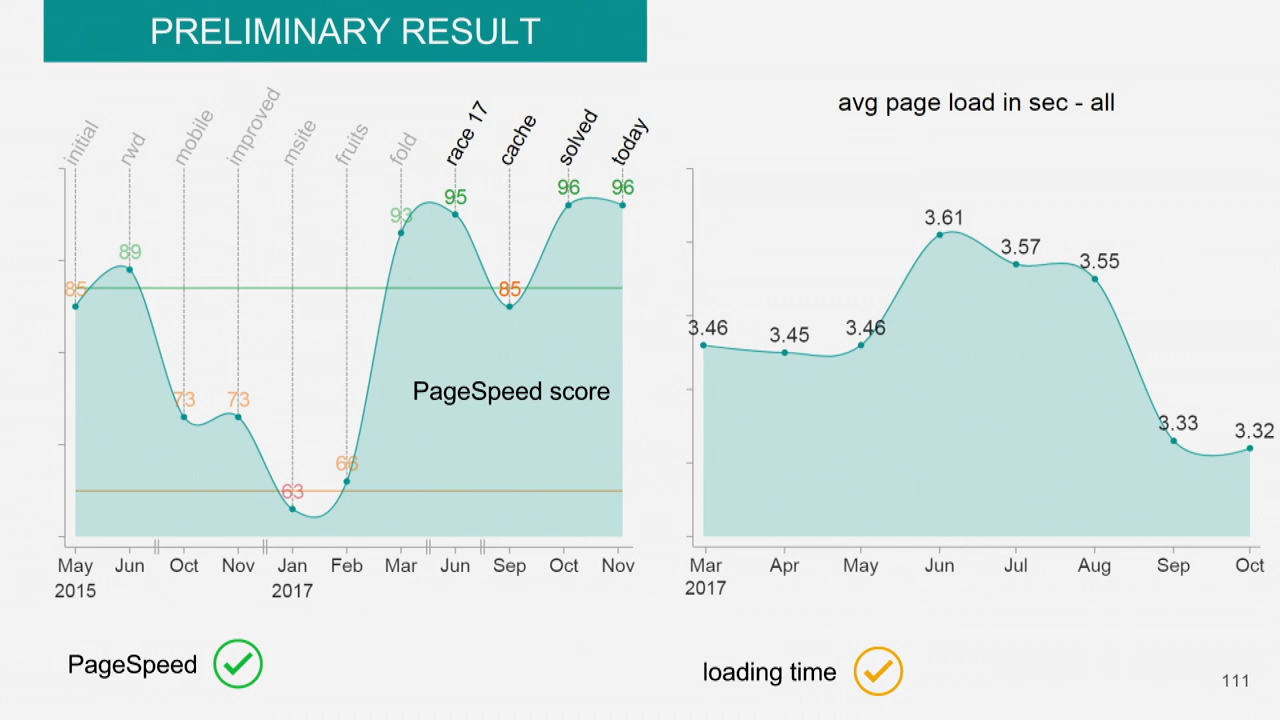 PRELIMINARY RESULT
initial rwd mobile improved msite fruits fold race 17 cache solved today
85 89 73 73 63 66 93 95 85 96 96
PageSpeed score
May Jun Oct Nov Jan Feb Mar Jun Sep Oct Nov
2015 2017
PageSpeed
avg page load in sec - all
3.46 3.45 3.46 3.61 3.57 3.55 3.33 3.32
Mar Apr May Jun Jul Aug Sep Oct
2017
loading time
111